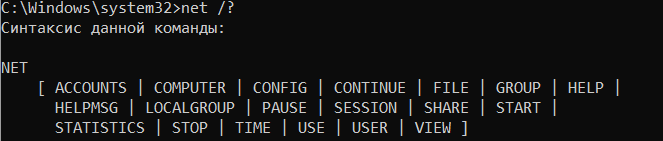 C:\Windows\system32>net /?
Синтаксис данной команды:
NET
[ ACCOUNTS | COMPUTER | CONFIG | CONTINUE | FILE | GROUP | HELP |
HELPMSG | LOCALGROUP | PAUSE | SESSION | SHARE | START |
STATISTICS | STOP | TIME | USE | USER | VIEW ]